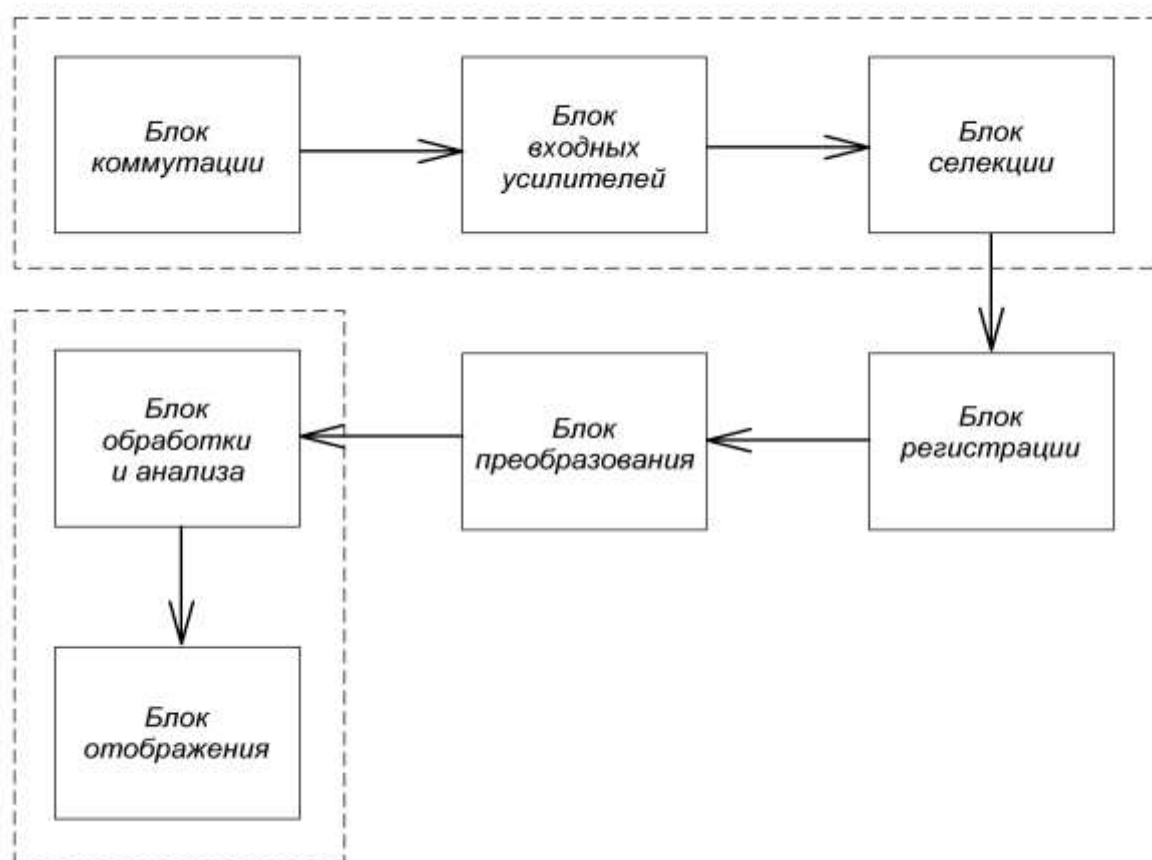 Блок
коммутации
Блок
входных
усилителей
Блок
селекции
Блок
обработки
и анализа
Блок
преобразования
Блок
регистрации
Блок
отображения